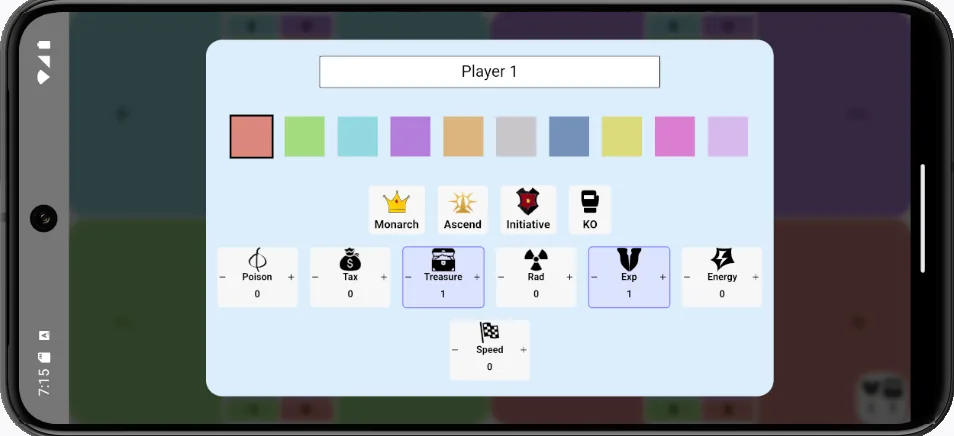 Player 1
Monarch Ascend Initiative KO
− Poison + − Tax + − Treasure + − Rad + − Exp + − Energy +
0 0 1 0 1 0
− Speed +
0
7:15
A